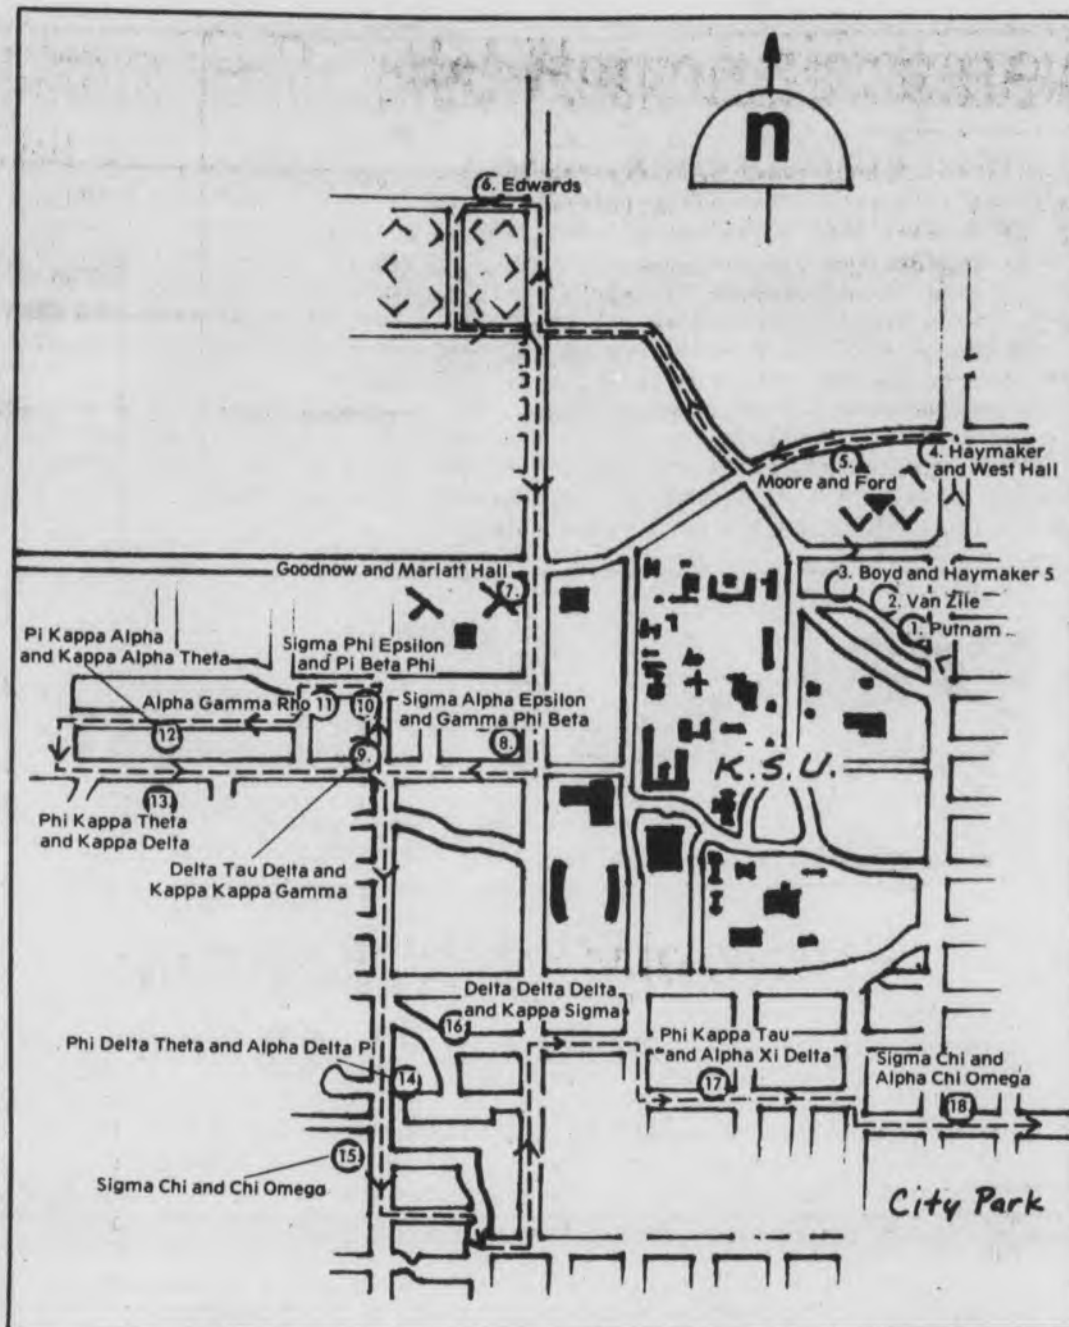 n
6. Edwards
4. Haymaker
and West Hall
5.
Moore and Ford
Goodnow and Marlatt Hall
7.
3. Boyd and Haymaker 5
2. Van Zile
1. Putnam
Pi Kappa Alpha
and Kappa Alpha Theta
Sigma Phi Epsilon
and Pi Beta Phi
Alpha Gamma Rho 11
10
Sigma Alpha Epsilon
and Gamma Phi Beta
12
9.
8.
K.S.U.
13.
Phi Kappa Theta
and Kappa Delta
Delta Tau Delta and
Kappa Kappa Gamma
Delta Delta Delta
and Kappa Sigma
16
Phi Delta Theta and Alpha Delta P
14
Phi Kappa Tau
and Alpha Xi Delta
17
Sigma Chi and
Alpha Chi Omega
18
15.
Sigma Chi and Chi Omega
City Park